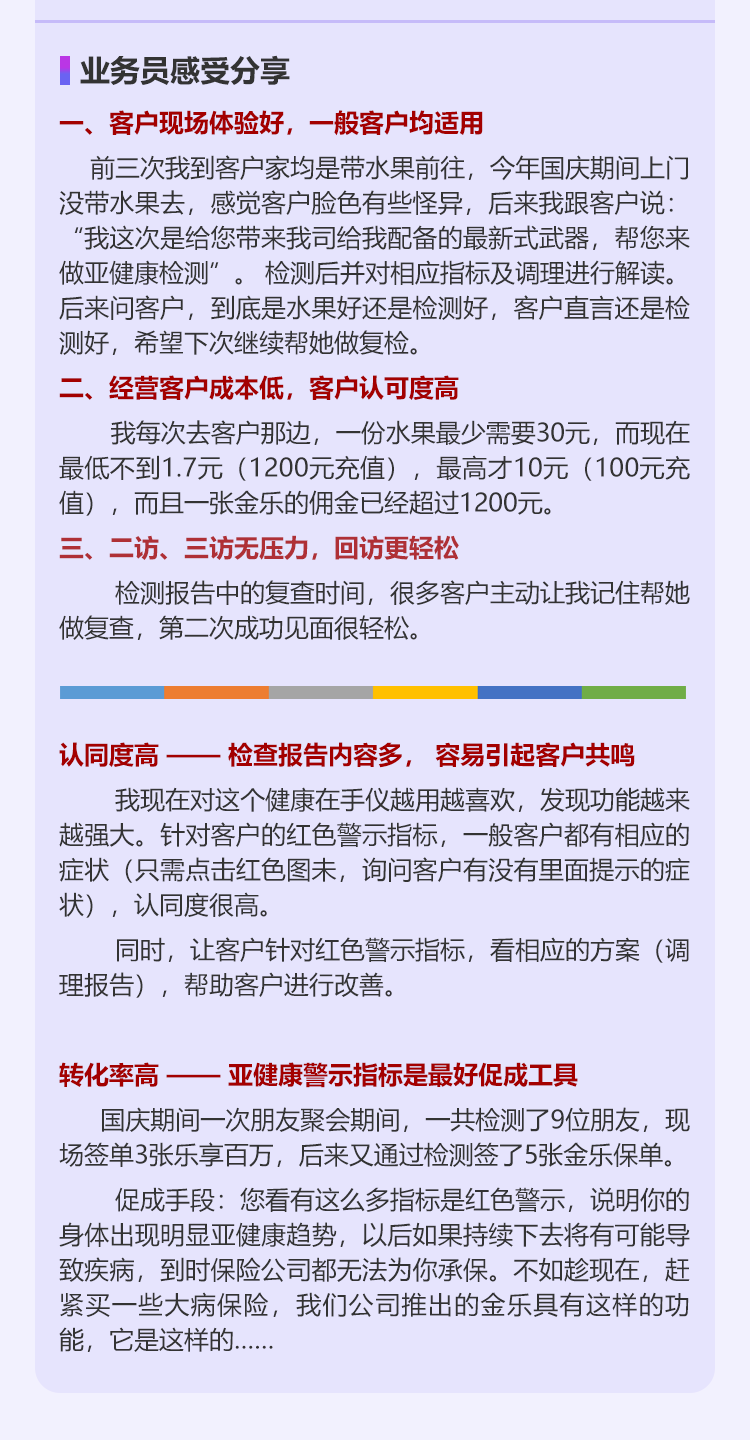 业务员感受分享
一、客户现场体验好，一般客户均适用
前三次我到客户家均是带水果前往，今年国庆期间上门
没带水果去，感觉客户脸色有些怪异，后来我跟客户说：
“我这次是给您带来我司给我配备的最新式武器，帮您来
做亚健康检测”。 检测后并对相应指标及调理进行解读。
后来问客户，到底是水果好还是检测好，客户直言还是检
测好，希望下次继续帮她做复检。
二、经营客户成本低，客户认可度高
我每次去客户那边，一份水果最少需要30元，而现在
最低不到1.7元（1200元充值），最高才10元（100元充
值），而且一张金乐的佣金已经超过1200元。
三、二访、三访无压力，回访更轻松
检测报告中的复查时间，很多客户主动让我记住帮她
做复查，第二次成功见面很轻松。
认同度高 —— 检查报告内容多， 容易引起客户共鸣
我现在对这个健康在手仪越用越喜欢，发现功能越来
越强大。针对客户的红色警示指标，一般客户都有相应的
症状（只需点击红色图未，询问客户有没有里面提示的症
状），认同度很高。
同时，让客户针对红色警示指标，看相应的方案（调
理报告），帮助客户进行改善。
转化率高 —— 亚健康警示指标是最好促成工具
国庆期间一次朋友聚会期间，一共检测了9位朋友，现
场签单3张乐享百万，后来又通过检测签了5张金乐保单。
促成手段：您看有这么多指标是红色警示，说明你的
身体出现明显亚健康趋势，以后如果持续下去将有可能导
致疾病，到时保险公司都无法为你承保。不如趁现在，赶
紧买一些大病保险，我们公司推出的金乐具有这样的功
能，它是这样的......